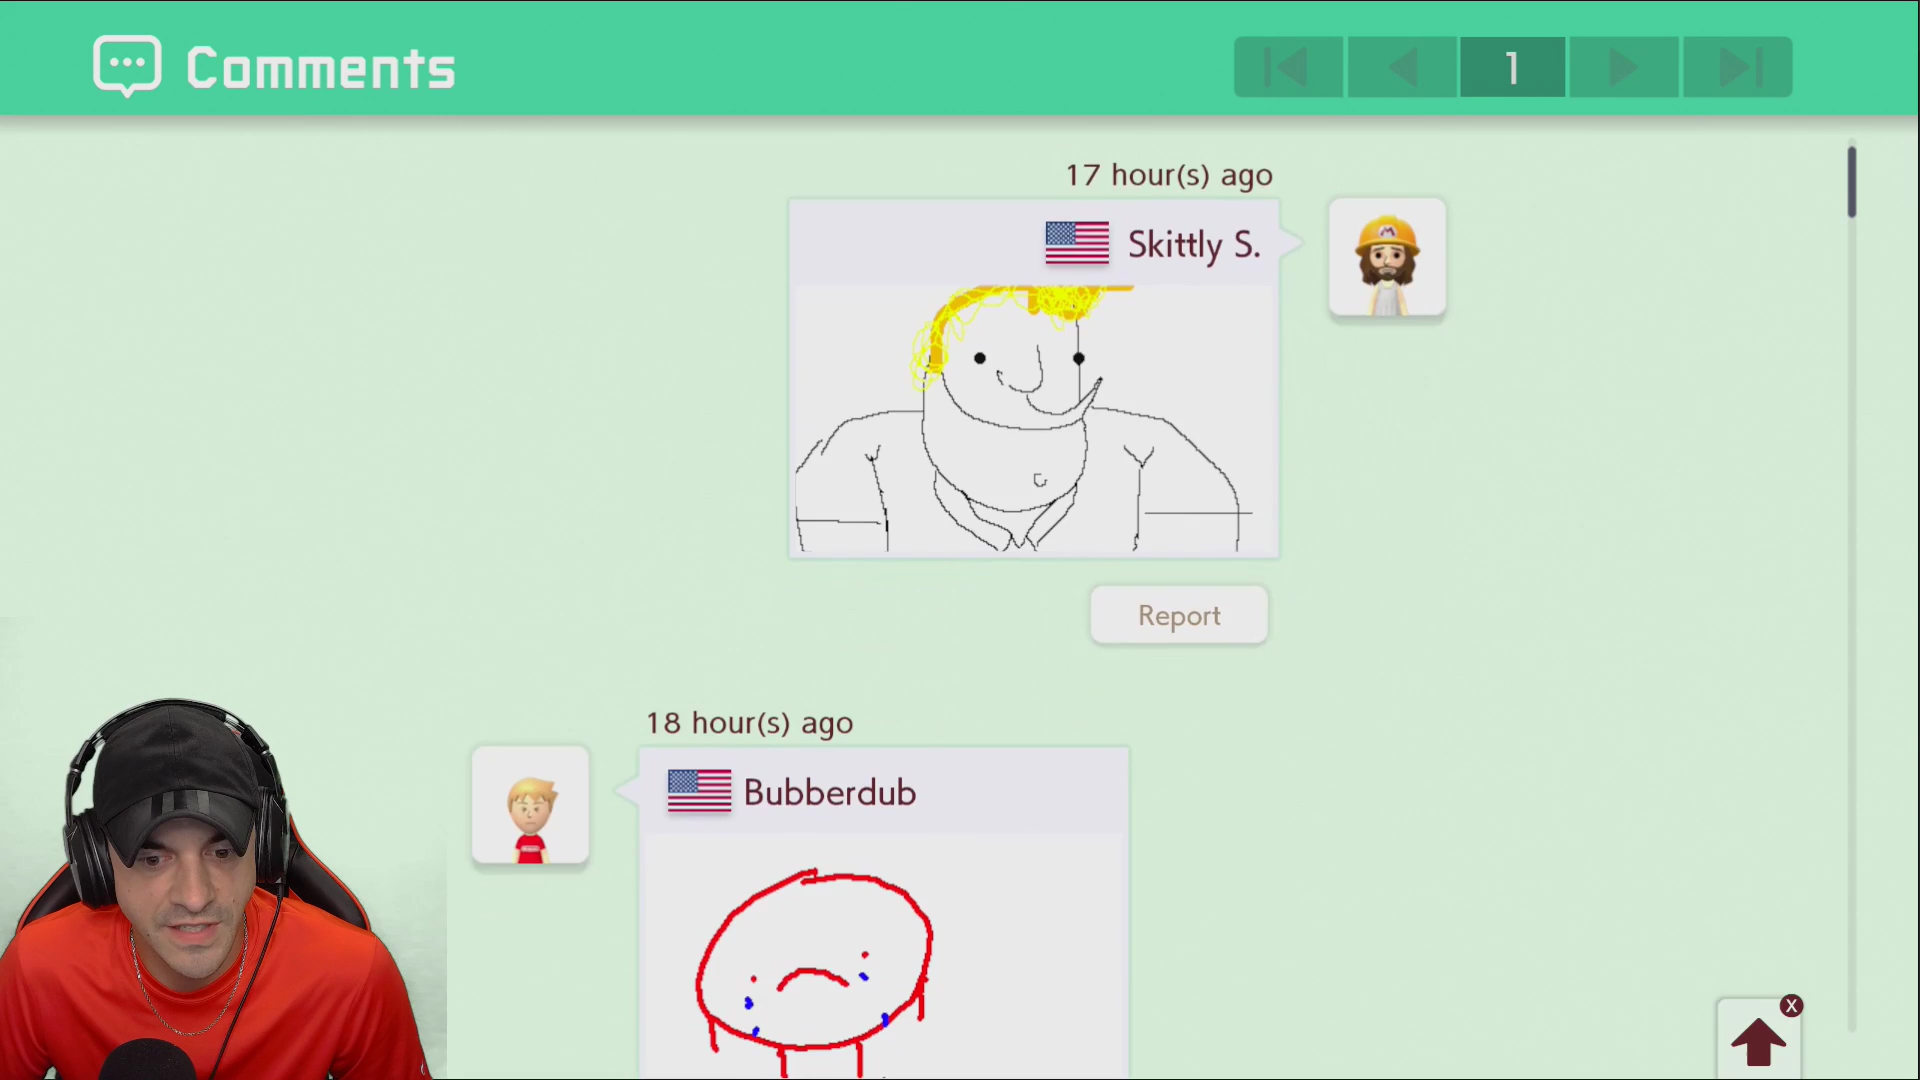 Comments
1
17 hour(s) ago
Skittly S.
Report
18 hour(s) ago
Bubberdub
X